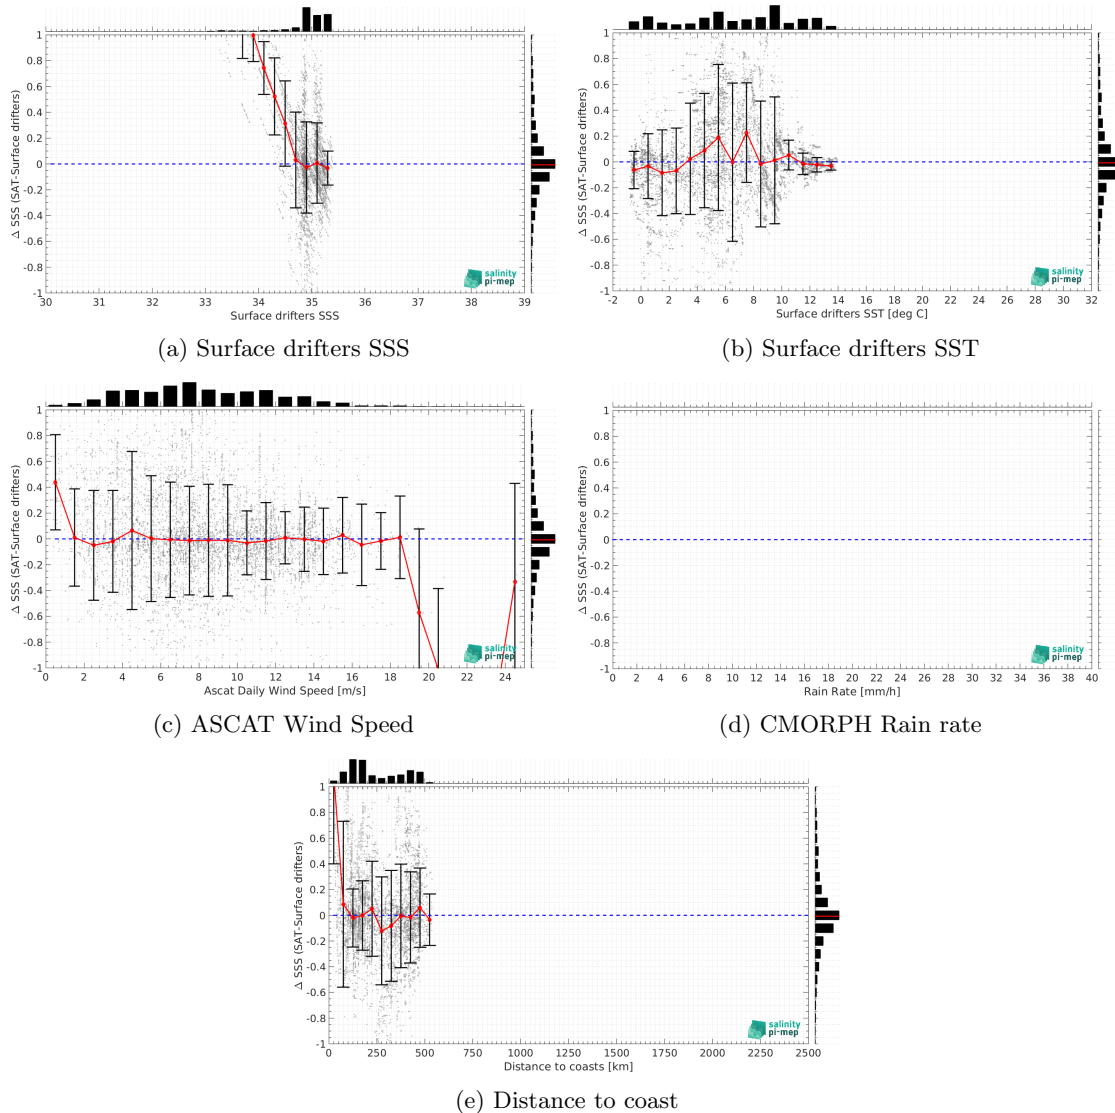 1
0.8
0.6
0.4
0.2
0
-0.2
-0.4
-0.6
-0.8
-1
Δ SSS (SAT-Surface drifters)
30 31 32 33 34 35 36 37 38 39
Surface drifters SSS
salinity
pi-mep
(a) Surface drifters SSS
1
0.8
0.6
0.4
0.2
0
-0.2
-0.4
-0.6
-0.8
-1
Δ SSS (SAT-Surface drifters)
-2 0 2 4 6 8 10 12 14 16 18 20 22 24 26 28 30 32
Surface drifters SST [deg C]
salinity
pi-mep
(b) Surface drifters SST
1
0.8
0.6
0.4
0.2
0
-0.2
-0.4
-0.6
-0.8
-1
Δ SSS (SAT-Surface drifters)
0 2 4 6 8 10 12 14 16 18 20 22 24
Ascat Daily Wind Speed [m/s]
salinity
pi-mep
(c) ASCAT Wind Speed
1
0.8
0.6
0.4
0.2
0
-0.2
-0.4
-0.6
-0.8
-1
Δ SSS (SAT-Surface drifters)
0 2 4 6 8 10 12 14 16 18 20 22 24 26 28 30 32 34 36 38 40
Rain Rate [mm/h]
salinity
pi-mep
(d) CMORPH Rain rate
1
0.8
0.6
0.4
0.2
0
-0.2
-0.4
-0.6
-0.8
-1
Δ SSS (SAT-Surface drifters)
0 250 500 750 1000 1250 1500 1750 2000 2250 2500
Distance to coasts [km]
salinity
pi-mep
(e) Distance to coast